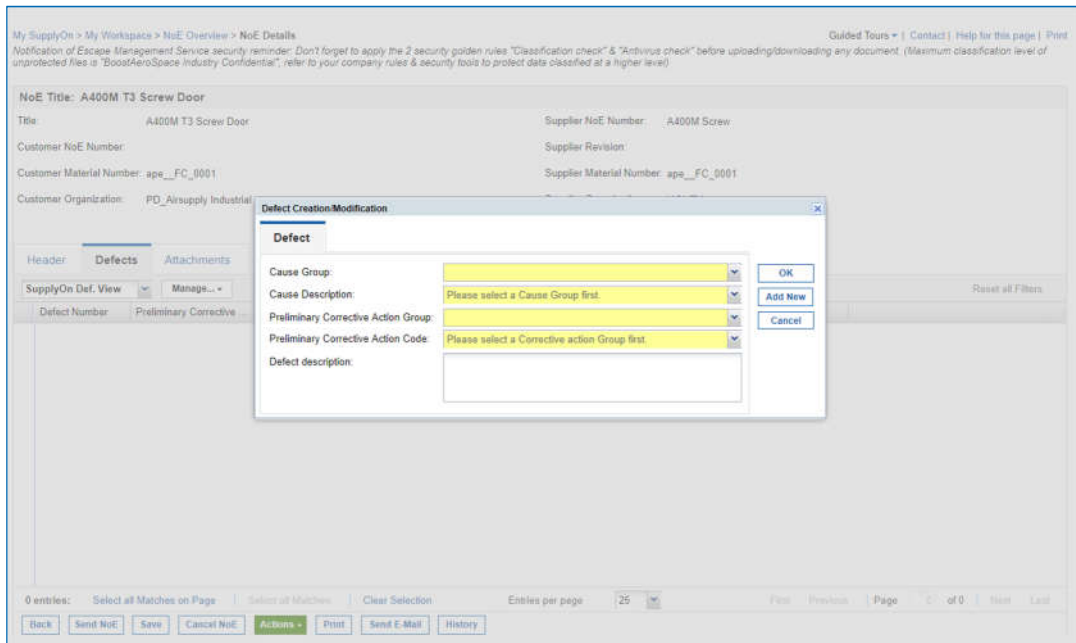 My SupplyOn > My Workspace > NoE Overview > NoE Details
Guided Tours | Contact | Help for this page | Print
Notification of Escape Management Service security reminder: Don't forget to apply the 2 security golden rules "Classification check" & "Antivirus check" before uploading/downloading any document. (Maximum classification level of
unprotected files is "BoostAeroSpace Industry Confidential", refer to your company rules & security tools to protect data classified at a higher level)
NoE Title: A400M T3 Screw Door
Title: A400M T3 Screw Door
Supplier NoE Number: A400M Screw
Customer NoE Number:
Supplier Revision:
Customer Material Number: ape__FC_0001
Supplier Material Number: ape__FC_0001
Customer Organization: PD_Airsupply Industrial
Defect Creation/Modification
Defect
Header Defects Attachments
Cause Group:
OK
SupplyOn Def. View Manage...
Cause Description: Please select a Cause Group first.
Add New
Reset all Filters
Defect Number Preliminary Corrective ...
Preliminary Corrective Action Group:
Cancel
Preliminary Corrective Action Code: Please select a Corrective action Group first.
Defect description:
0 entries: Select all Matches on Page | Select all Matches | Clear Selection
Entries per page 25
First Previous | Page of 0 | Next Last
Back Send NoE Save Cancel NoE Actions Print Send E-Mail History